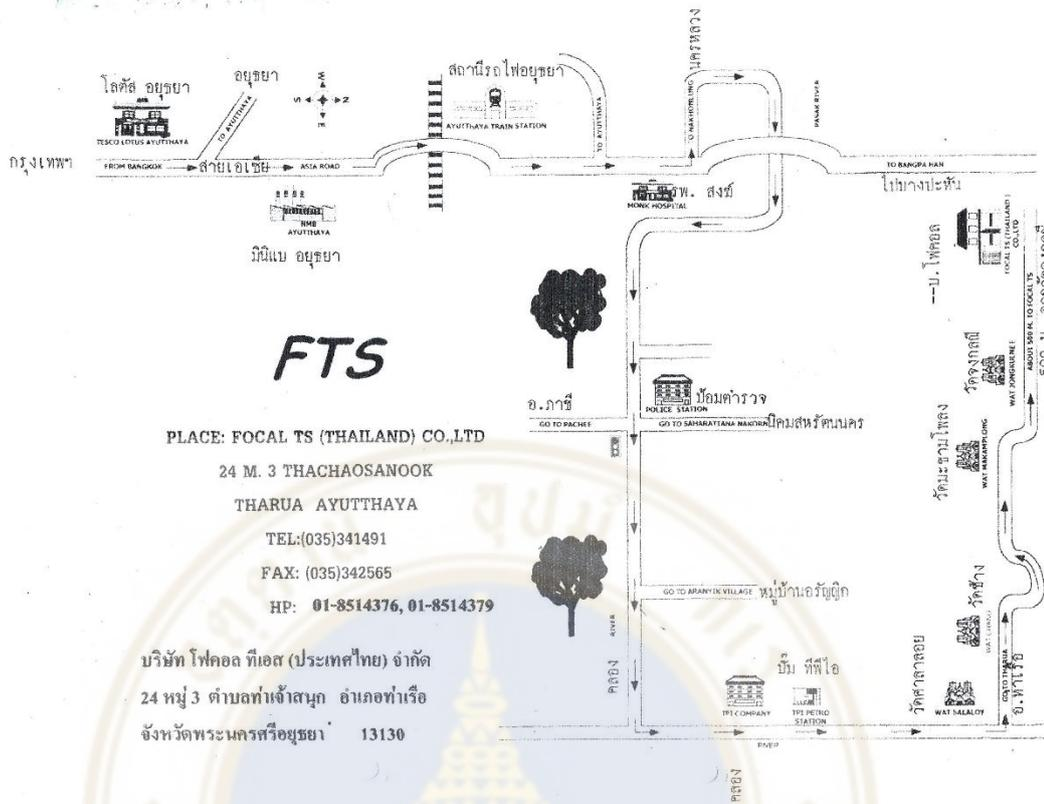 นครหลวง
TO NAKHONLUNG
สถานีรถไฟอยุธยา
AYUTTHAYA TRAIN STATION
โลตัส อยุธยา
TESCO LOTUS AYUTTHAYA
อยุธยา
TO AYUTTHAYA
W
S
N
E
TO AYUTTHAYA
PASAK RIVER
กรุงเทพฯ
FROM BANGKOK
สายเอเชีย
ASIA ROAD
TO BANGPA HAN
ไปบางปะหัน
รพ. สงฆ์
MONK HOSPITAL
NMB
AYUTTHAYA
มินิแบ อยุธยา
FOCAL TS (THAILAND)
CO.,LTD
--บ. โฟคอล
ABOUT 500 M. TO FOCAL TS
FTS
วัดจงกลณี
WAT JONGKULNEE
ป้อมตำรวจ
POLICE STATION
อ.ภาชี
GO TO PACHEE
GO TO SAHARATTANA NAKORN
นิคมสหรัตนนคร
PLACE: FOCAL TS (THAILAND) CO.,LTD
24 M. 3 THACHAOSANOOK
THARUA AYUTTHAYA
TEL:(035)341491
FAX: (035)342565
HP: 01-8514376, 01-8514379
วัดมะขามโพลง
WAT MAKAMPLONG
GO TO ARANYIK VILLAGE
หมู่บ้านอรัญญิก
วัดช้าง
WAT CHANG
RIVER
คลอง
บริษัท โฟคอล ทีเอส (ประเทศไทย) จำกัด
24 หมู่ 3 ตำบลท่าเจ้าสนุก อำเภอท่าเรือ
จังหวัดพระนครศรีอยุธยา 13130
ปั๊ม ทีพีไอ
TPI COMPANY
TPI PETRO
STATION
วัดศาลาลอย
WAT SALALOY
GO TO THARUA
อ.ท่าเรือ
RIVER
คลอง